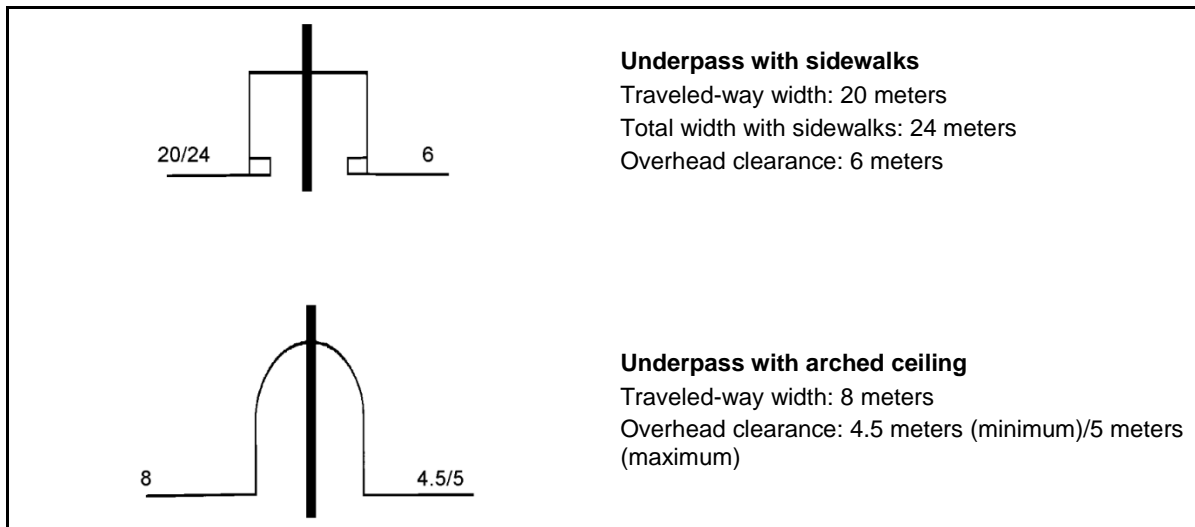 Underpass with sidewalks
Traveled-way width: 20 meters
Total width with sidewalks: 24 meters
Overhead clearance: 6 meters
20/24
6
Underpass with arched ceiling
Traveled-way width: 8 meters
Overhead clearance: 4.5 meters (minimum)/5 meters
(maximum)
8
4.5/5